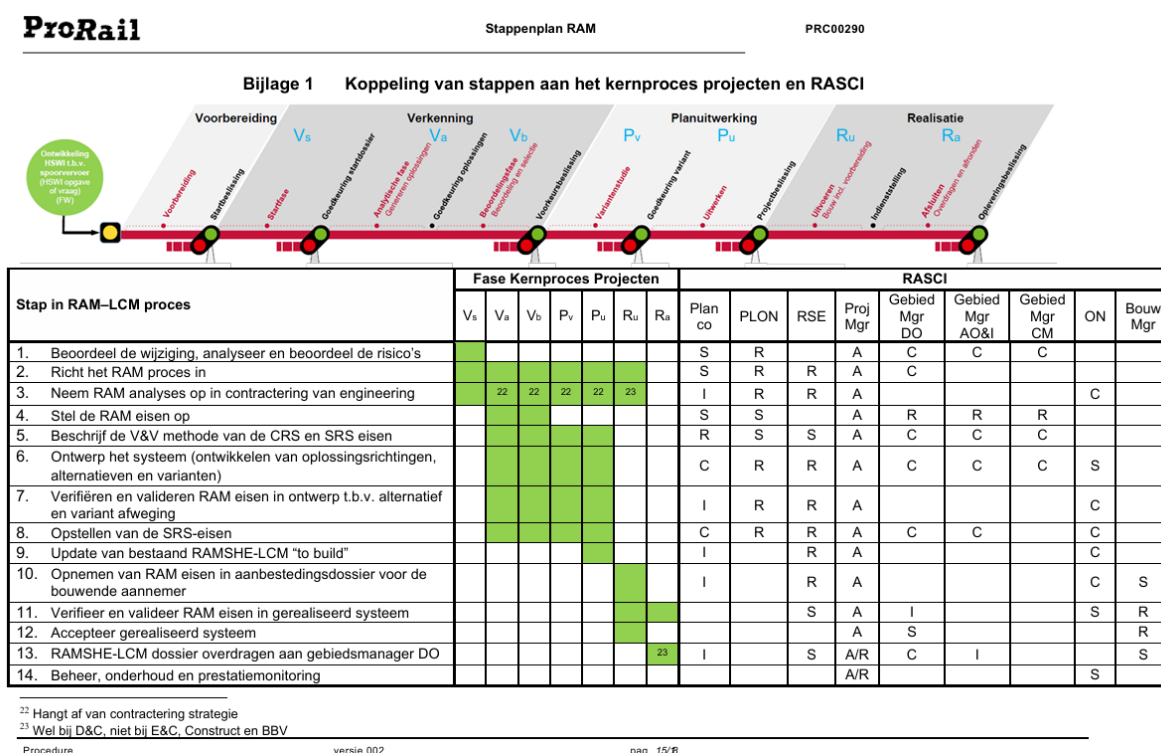 ProRail
Stappenplan RAM
PRC00290
Bijlage 1 Koppeling van stappen aan het kernproces projecten en RASCI
Voorbereiding Verkenning Planuitwerking Realisatie
Vs Va Vb Pv Pu Ru Ra
Ontwikkeling
HSWI t.b.v.
spoorvervoer
(HSWI opgave
of vraag)
(FW)
Voorbereiding
Startbeslissing
Startfase
Goedkeuring startdossier
Analytische fase
Genereren oplossingen
Goedkeuring oplossingen
Beoordelingsfase
Beoordeling en selectie
Voorkeursbeslissing
Variantenstudie
Goedkeuring variant
Uitwerken
Projectbeslissing
Uitvoeren
Bouw incl. voorbereiding
Indienststelling
Afsluiten
Overdragen en afronden
Opleveringsbeslissing
Stap in RAM–LCM proces
Fase Kernproces Projecten
RASCI
Vs Va Vb Pv Pu Ru Ra
Plan co
PLON
RSE
Proj Mgr
Gebied Mgr DO
Gebied Mgr AO&I
Gebied Mgr CM
ON
Bouw Mgr
1. Beoordeel de wijziging, analyseer en beoordeel de risico's S R A C C C
2. Richt het RAM proces in S R R A C
3. Neem RAM analyses op in contractering van engineering 22 22 22 22 23 I R R A C
4. Stel de RAM eisen op S S A R R R
5. Beschrijf de V&V methode van de CRS en SRS eisen R S S A C C C
6. Ontwerp het systeem (ontwikkelen van oplossingsrichtingen,
alternatieven en varianten) C R R A C C C S
7. Verifiëren en valideren RAM eisen in ontwerp t.b.v. alternatief
en variant afweging I R R A C
8. Opstellen van de SRS-eisen C R R A C C C
9. Update van bestaand RAMSHE-LCM "to build" I R A C
10. Opnemen van RAM eisen in aanbestedingsdossier voor de
bouwende aannemer I R A C S
11. Verifieer en valideer RAM eisen in gerealiseerd systeem S A I S R
12. Accepteer gerealiseerd systeem A S R
13. RAMSHE-LCM dossier overdragen aan gebiedsmanager DO 23 I S A/R C I S
14. Beheer, onderhoud en prestatiemonitoring A/R S
22 Hangt af van contractering strategie
23 Wel bij D&C, niet bij E&C, Construct en BBV
Procedure versie 002 pag.